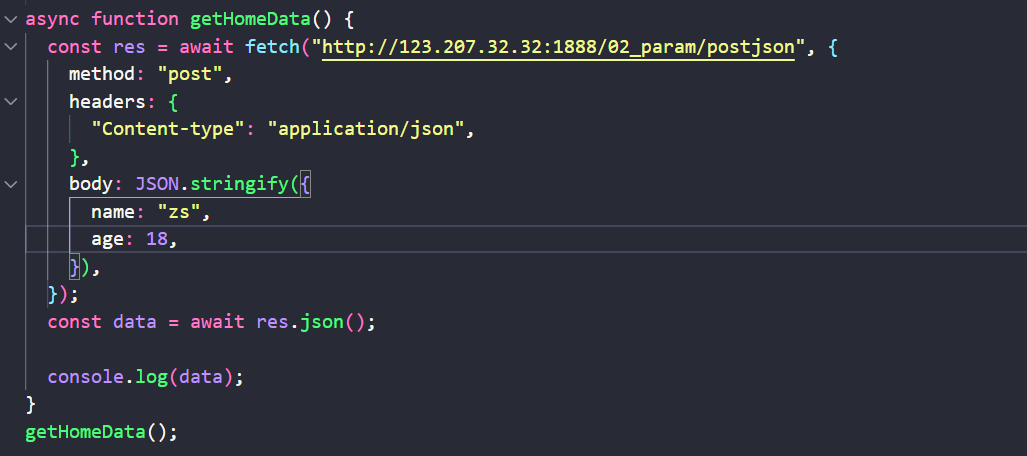 async function getHomeData() {
  const res = await fetch("http://123.207.32.32:1888/02_param/postjson", {
    method: "post",
    headers: {
      "Content-type": "application/json",
    },
    body: JSON.stringify({
      name: "zs",
      age: 18,
    }),
  });
  const data = await res.json();

  console.log(data);
}
getHomeData();